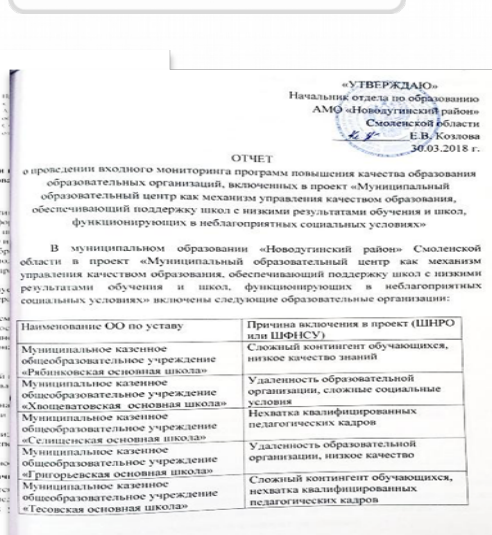 «УТВЕРЖДАЮ»
Начальник отдела по образованию
АМО «Новодугинский район»
Смоленской области
Е.В. Козлова
30.03.2018 г.
ОТЧЕТ
о проведении входного мониторинга программ повышения качества образования
образовательных организаций, включенных в проект «Муниципальный
образовательный центр как механизм управления качеством образования,
обеспечивающий поддержку школ с низкими результатами обучения и школ,
функционирующих в неблагоприятных социальных условиях»
В муниципальном образовании «Новодугинский район» Смоленской
области в проект «Муниципальный образовательный центр как механизм
управления качеством образования, обеспечивающий поддержку школ с низкими
результатами обучения и школ, функционирующих в неблагоприятных
социальных условиях» включены следующие образовательные организации:
Наименование ОО по уставу
Причина включения в проект (ШНРО
или ШФНСУ)
Муниципальное казенное
общеобразовательное учреждение
«Рябинковская основная школа»
Сложный контингент обучающихся,
низкое качество знаний
Муниципальное казенное
общеобразовательное учреждение
«Хвощеватовская основная школа»
Удаленность образовательной
организации, сложные социальные
условия
Муниципальное казенное
общеобразовательное учреждение
«Селищенская основная школа»
Нехватка квалифицированных
педагогических кадров
Муниципальное казенное
общеобразовательное учреждение
«Григорьевская основная школа»
Удаленность образовательной
организации, низкое качество
Муниципальное казенное
общеобразовательное учреждение
«Тесовская основная школа»
Сложный контингент обучающихся,
нехватка квалифицированных
педагогических кадров